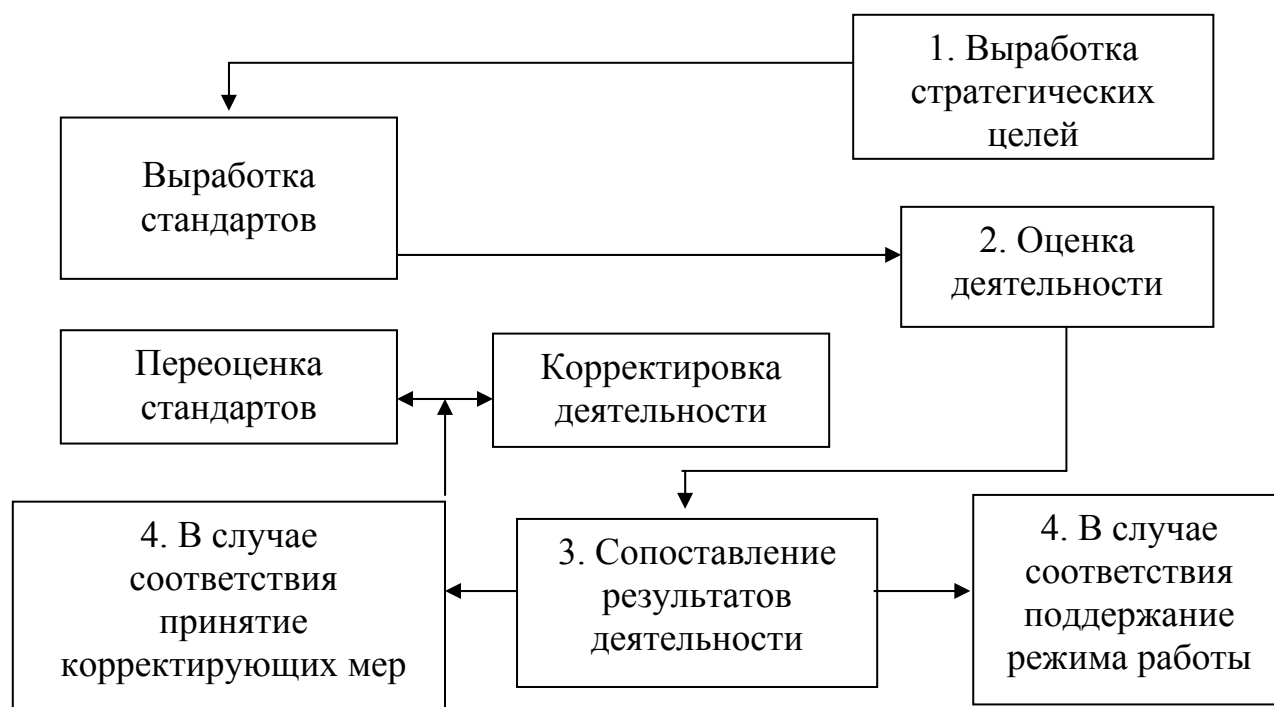 1. Выработка
стратегических
целей
Выработка
стандартов
2. Оценка
деятельности
Переоценка
стандартов
Корректировка
деятельности
4. В случае
соответствия
принятие
корректирующих мер
3. Сопоставление
результатов
деятельности
4. В случае
соответствия
поддержание
режима работы